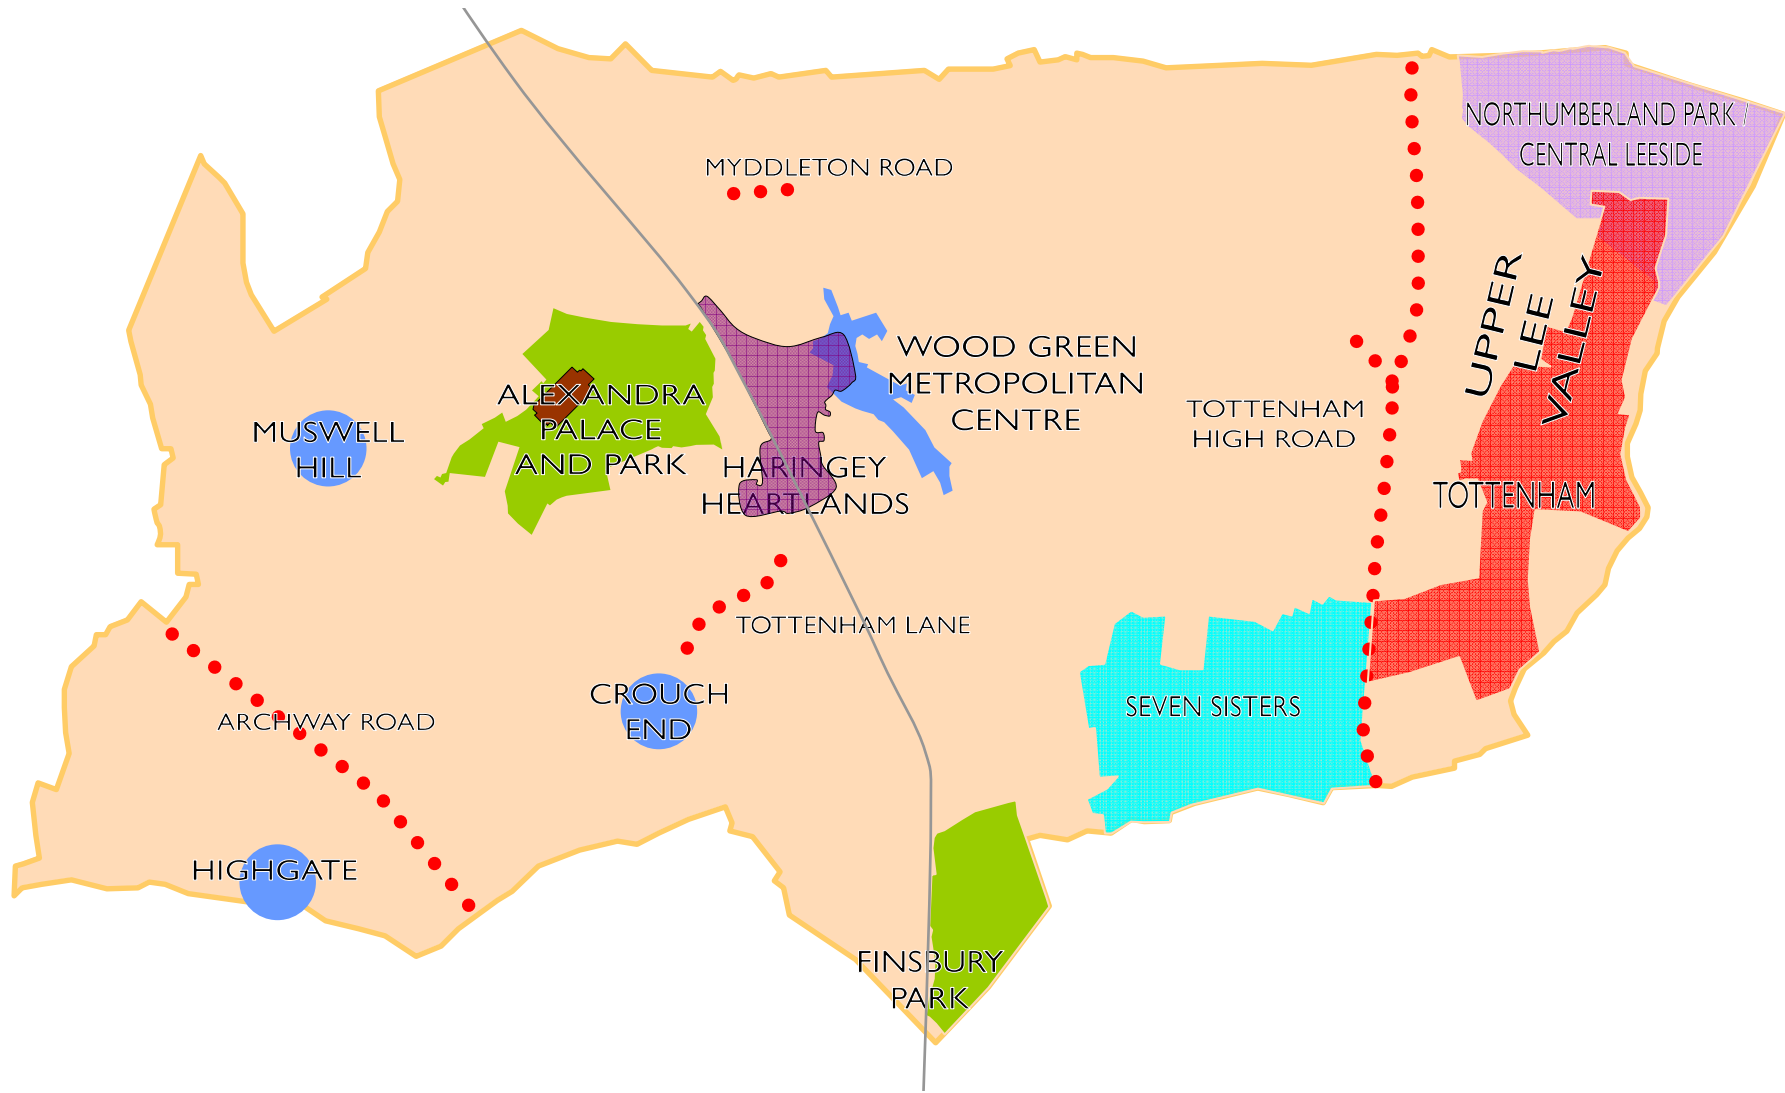 NORTHUMBERLAND PARK /
CENTRAL LEESIDE
MYDDLETON ROAD
UPPER
LEE
VALLEY
WOOD GREEN
METROPOLITAN
CENTRE
ALEXANDRA
PALACE
AND PARK
MUSWELL
HILL
TOTTENHAM
HIGH ROAD
HARINGEY
HEARTLANDS
TOTTENHAM
TOTTENHAM LANE
CROUCH
END
SEVEN SISTERS
ARCHWAY ROAD
HIGHGATE
FINSBURY
PARK